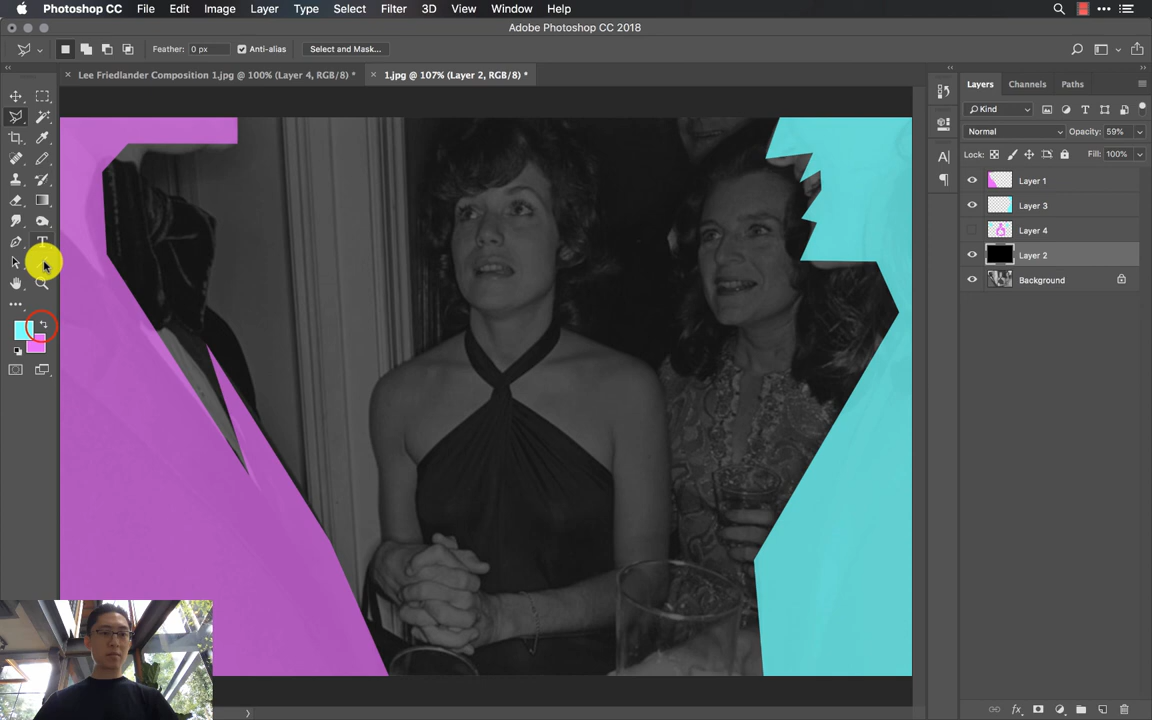 Photoshop CC File Edit Image Layer Type Select Filter 3D View Window Help
Adobe Photoshop CC 2018
Feather: 0 px Anti-alias Select and Mask...
Lee Friedlander Composition 1.jpg @ 100% (Layer 4, RGB/8) * 1.jpg @ 107% (Layer 2, RGB/8) *
Layers Channels Paths
Kind
Normal Opacity: 59%
Lock: Fill: 100%
Layer 1
Layer 3
Layer 4
Layer 2
Background